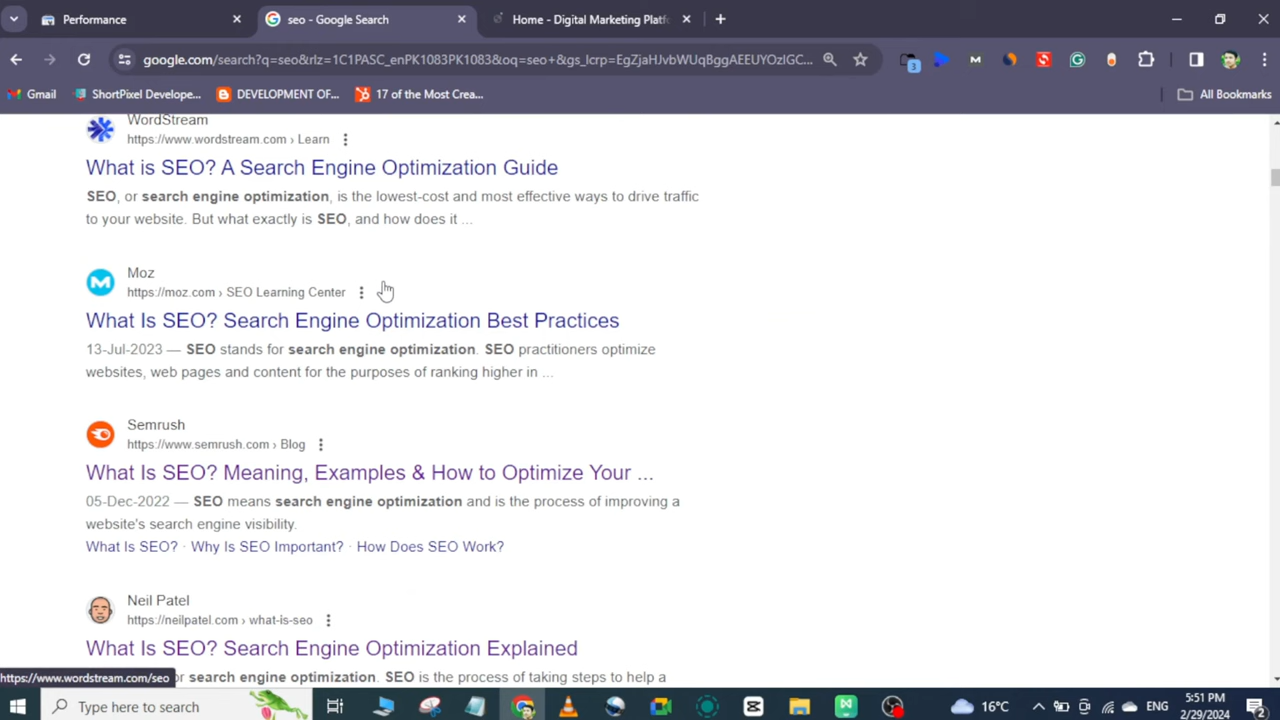 Performance
seo - Google Search
Home - Digital Marketing Platf
google.com/search?q=seo&rlz=1C1PASC_enPK1083PK1083&oq=seo+&gs_lcrp=EgZjaHJvbWUqBggAEEUYOzIGC...
3
Gmail
ShortPixel Develope...
DEVELOPMENT OF...
17 of the Most Crea...
All Bookmarks
WordStream
https://www.wordstream.com › Learn
What is SEO? A Search Engine Optimization Guide
SEO, or search engine optimization, is the lowest-cost and most effective ways to drive traffic
to your website. But what exactly is SEO, and how does it ...
Moz
https://moz.com › SEO Learning Center
What Is SEO? Search Engine Optimization Best Practices
13-Jul-2023 — SEO stands for search engine optimization. SEO practitioners optimize
websites, web pages and content for the purposes of ranking higher in ...
Semrush
https://www.semrush.com › Blog
What Is SEO? Meaning, Examples & How to Optimize Your ...
05-Dec-2022 — SEO means search engine optimization and is the process of improving a
website's search engine visibility.
What Is SEO? · Why Is SEO Important? · How Does SEO Work?
Neil Patel
https://neilpatel.com › what-is-seo
What Is SEO? Search Engine Optimization Explained
or search engine optimization. SEO is the process of taking steps to help a
https://www.wordstream.com/seo
Type here to search
16°C
ENG
5:51 PM
2/29/2024
2